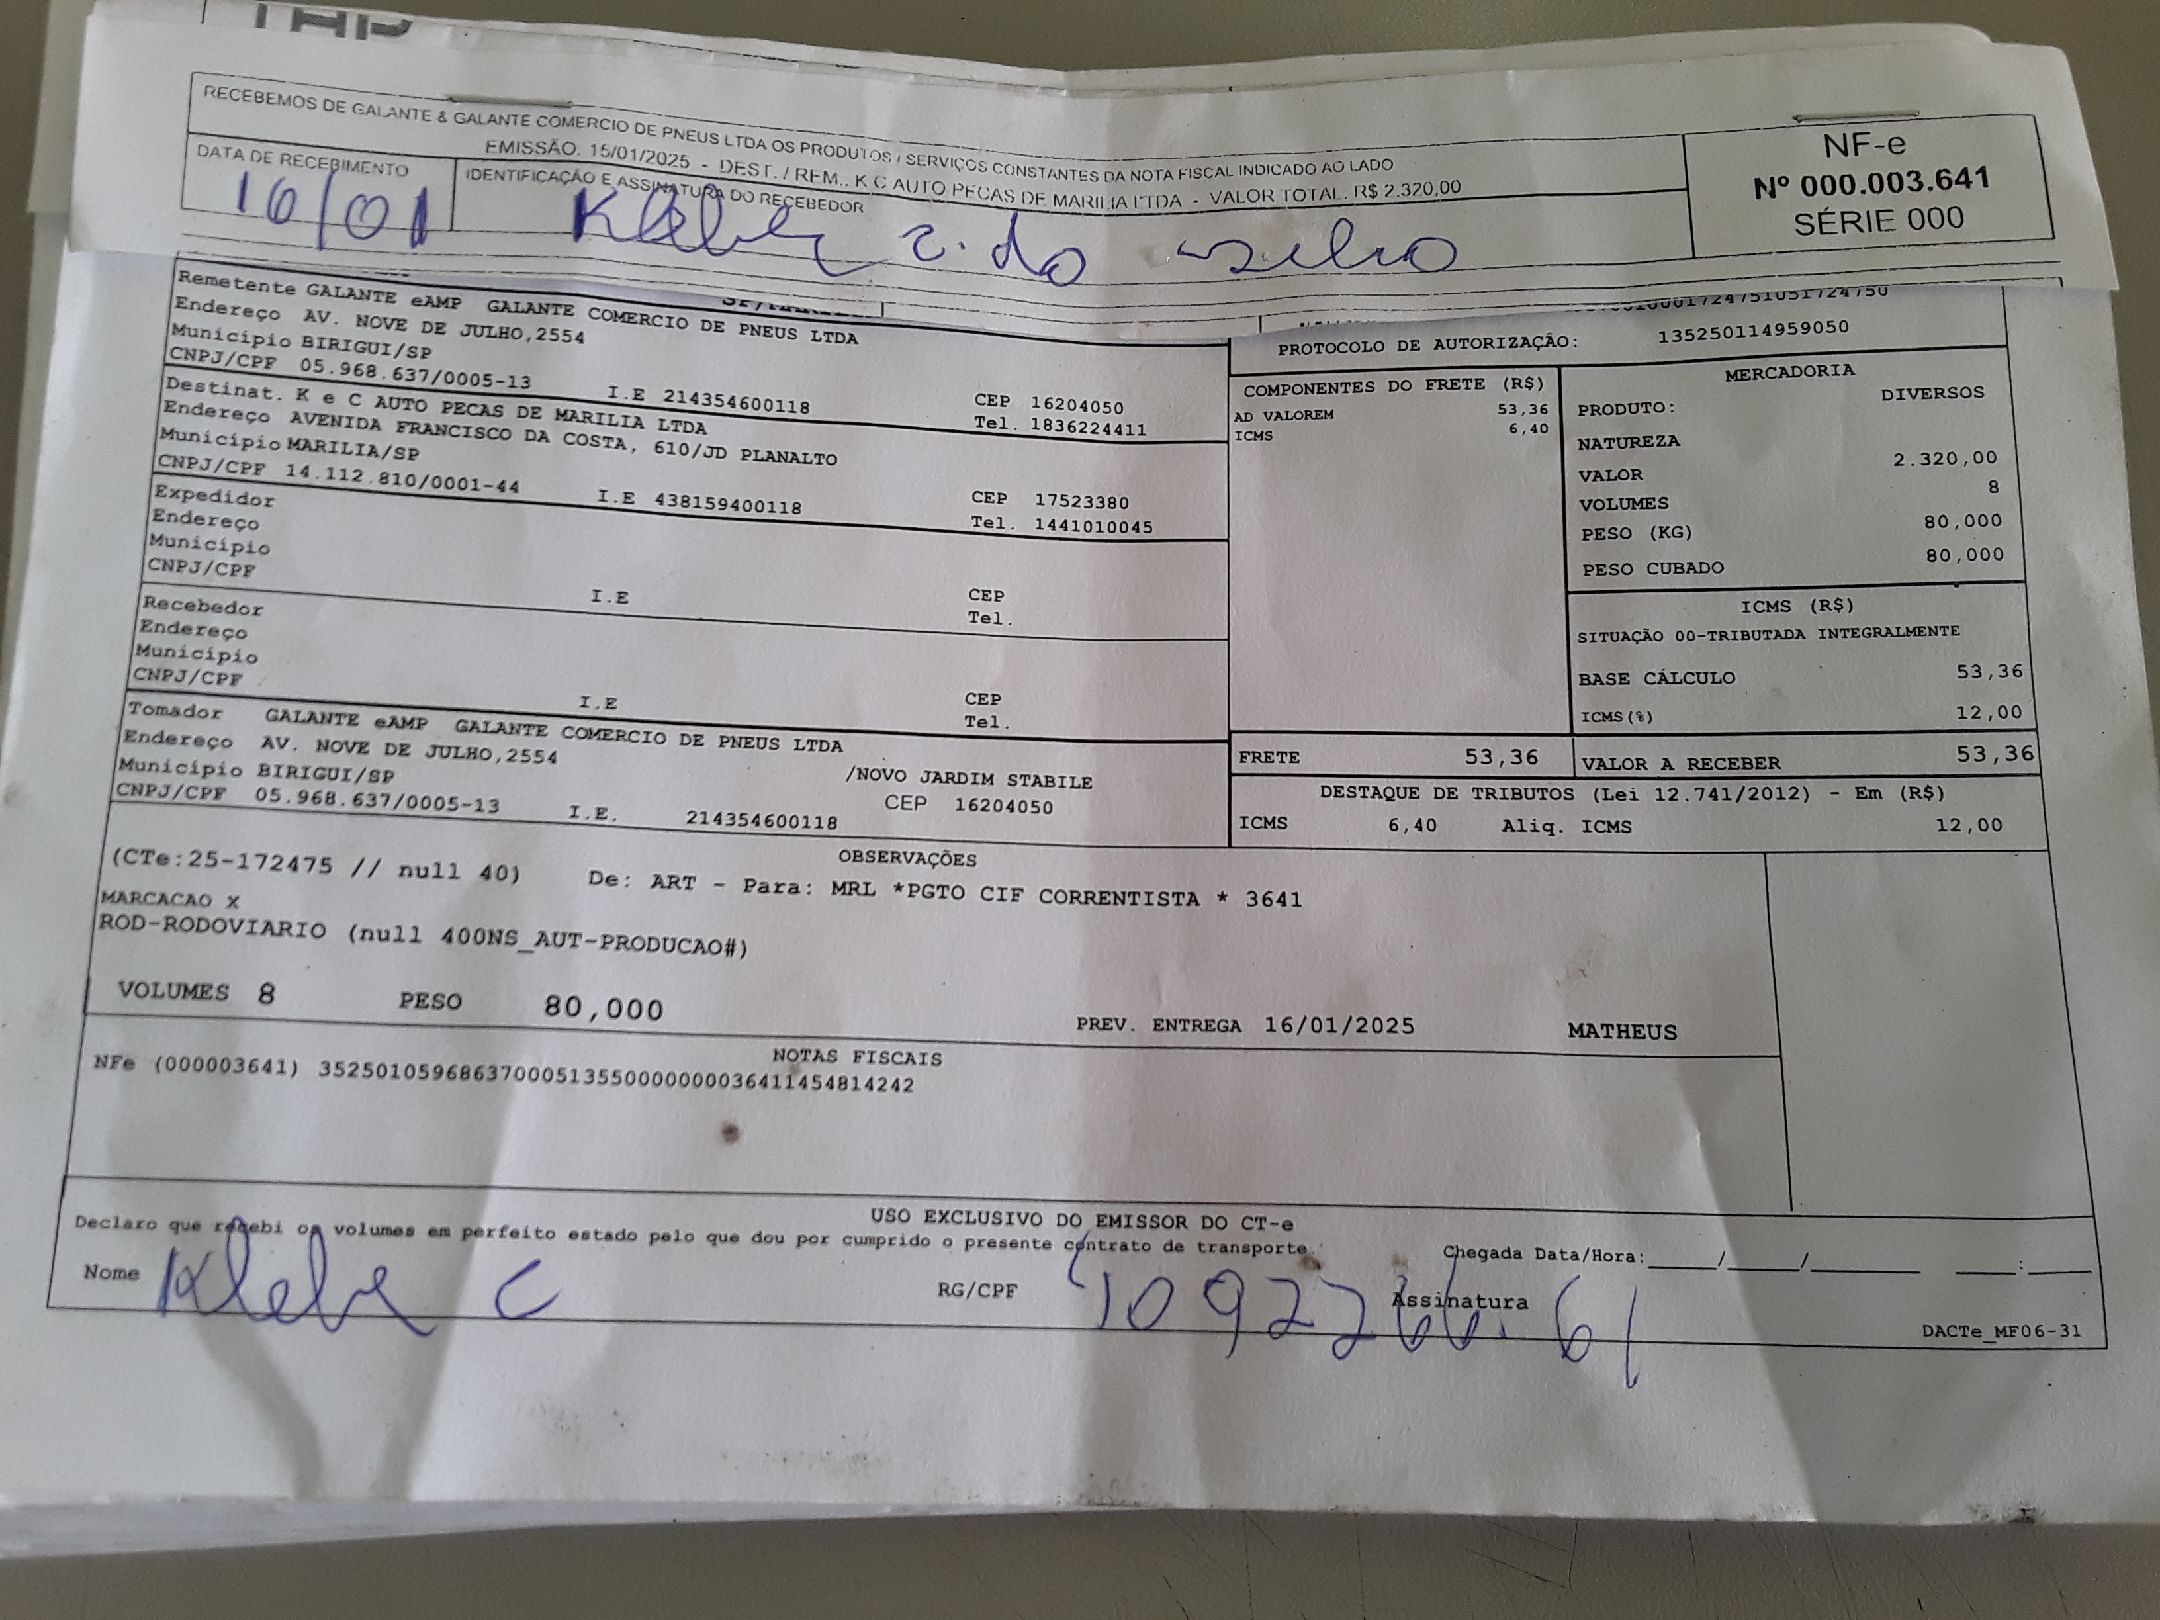 RECEBEMOS DE GALANTE & GALANTE COMERCIO DE PNEUS LTDA OS PRODUTOS / SERVIÇOS CONSTANTES DA NOTA FISCAL INDICADO AO LADO
EMISSÃO. 15/01/2025 - DEST. / REM.. K C AUTO PECAS DE MARILIA LTDA - VALOR TOTAL. R$ 2.320,00
NF-e
Nº 000.003.641
SÉRIE 000
DATA DE RECEBIMENTO
16/01
IDENTIFICAÇÃO E ASSINATURA DO RECEBEDOR
Kleber
Remetente GALANTE eAMP GALANTE COMERCIO DE PNEUS LTDA
Endereço AV. NOVE DE JULHO,2554
Município BIRIGUI/SP
CNPJ/CPF 05.968.637/0005-13 I.E 214354600118
CEP 16204050
Tel. 1836224411
Destinat. K e C AUTO PECAS DE MARILIA LTDA
Endereço AVENIDA FRANCISCO DA COSTA, 610/JD PLANALTO
Município MARILIA/SP
CNPJ/CPF 14.112.810/0001-44 I.E 438159400118
CEP 17523380
Tel. 1441010045
Expedidor
Endereço
Município
CNPJ/CPF
I.E
CEP
Tel.
Recebedor
Endereço
Município
CNPJ/CPF
I.E
CEP
Tel.
Tomador GALANTE eAMP GALANTE COMERCIO DE PNEUS LTDA
Endereço AV. NOVE DE JULHO,2554 /NOVO JARDIM STABILE
Município BIRIGUI/SP CEP 16204050
CNPJ/CPF 05.968.637/0005-13 I.E. 214354600118
PROTOCOLO DE AUTORIZAÇÃO: 135250114959050
COMPONENTES DO FRETE (R$)
AD VALOREM 53,36
ICMS 6,40
MERCADORIA
PRODUTO: DIVERSOS
NATUREZA
VALOR 2.320,00
VOLUMES 8
PESO (KG) 80,000
PESO CUBADO 80,000
ICMS (R$)
SITUAÇÃO 00-TRIBUTADA INTEGRALMENTE
BASE CÁLCULO 53,36
ICMS(%) 12,00
FRETE 53,36
VALOR A RECEBER 53,36
DESTAQUE DE TRIBUTOS (Lei 12.741/2012) - Em (R$)
ICMS 6,40 Aliq. ICMS 12,00
OBSERVAÇÕES
(CTe:25-172475 // null 40) De: ART - Para: MRL *PGTO CIF CORRENTISTA * 3641
MARCACAO X
ROD-RODOVIARIO (null 400NS_AUT-PRODUCAO#)
VOLUMES 8 PESO 80,000
PREV. ENTREGA 16/01/2025 MATHEUS
NOTAS FISCAIS
NFe (000003641) 35250105968637000513550000000036411454814242
USO EXCLUSIVO DO EMISSOR DO CT-e
Declaro que recebi os volumes em perfeito estado pelo que dou por cumprido o presente contrato de transporte.
Chegada Data/Hora:_____/_____/_______ ____:____
Nome Kleber C
RG/CPF
Assinatura
DACTe_MF06-31